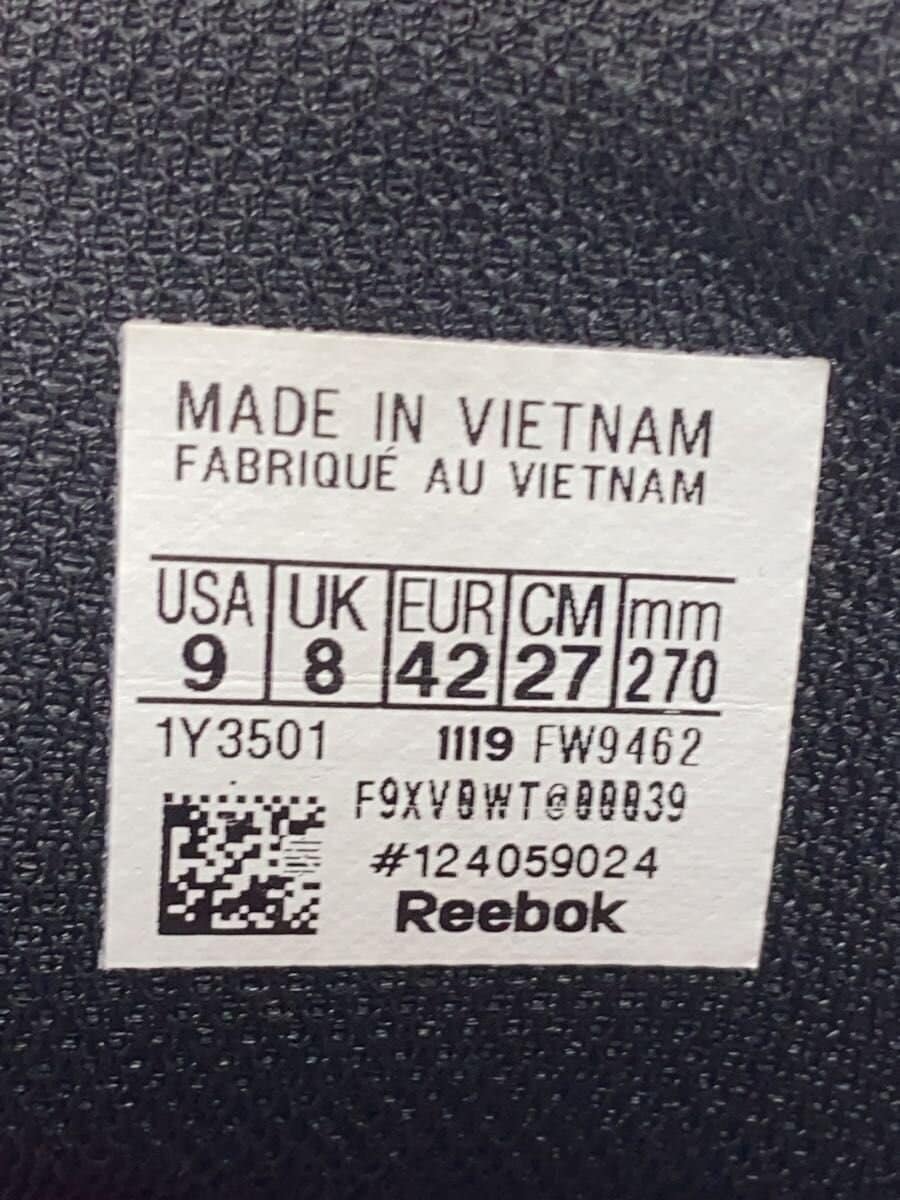 MADE IN VIETNAM
FABRIQUÉ AU VIETNAM
USA UK EUR CM mm
9 8 42 27 270
1Y3501 1119 FW9462
F9XV0WT@00039
#124059024
Reebok